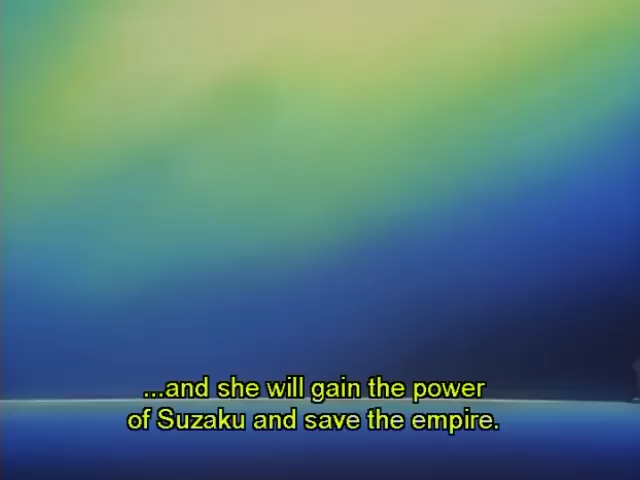 ...and she will gain the power
of Suzaku and save the empire.